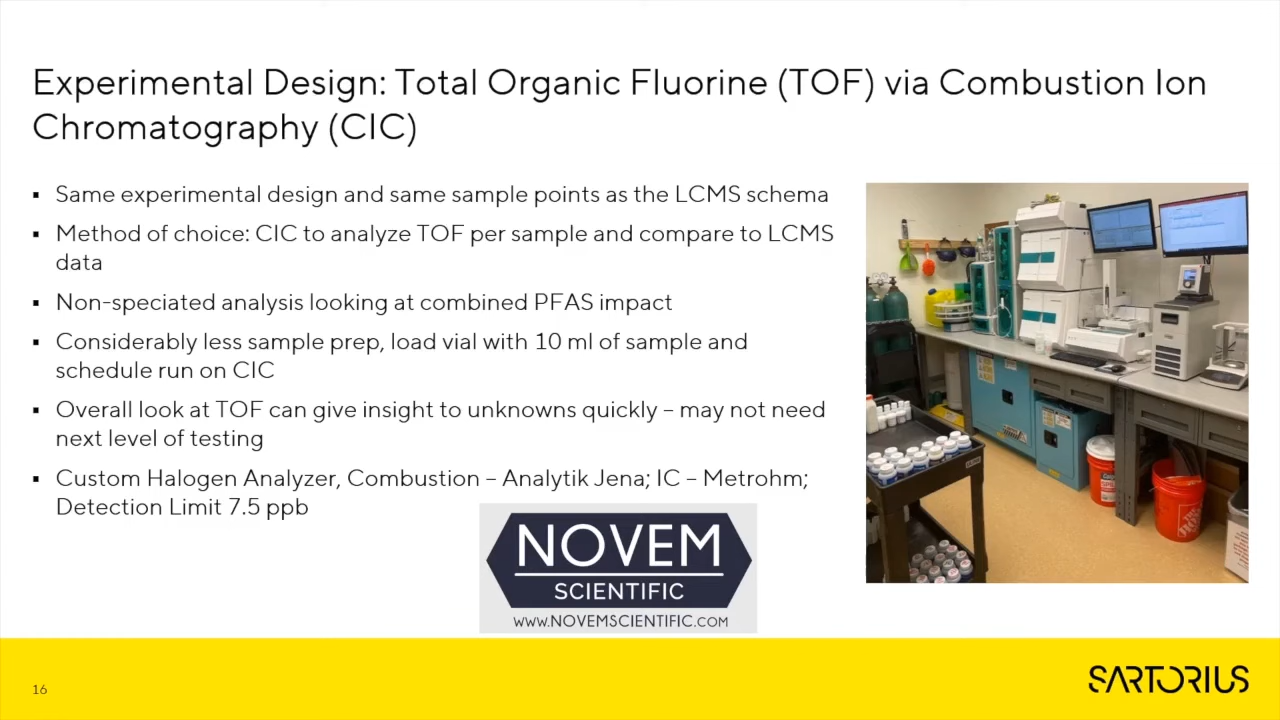 Experimental Design: Total Organic Fluorine (TOF) via Combustion Ion
Chromatography (CIC)
▪ Same experimental design and same sample points as the LCMS schema
▪ Method of choice: CIC to analyze TOF per sample and compare to LCMS
data
▪ Non-speciated analysis looking at combined PFAS impact
▪ Considerably less sample prep, load vial with 10 ml of sample and
schedule run on CIC
▪ Overall look at TOF can give insight to unknowns quickly – may not need
next level of testing
▪ Custom Halogen Analyzer, Combustion – Analytik Jena; IC – Metrohm;
Detection Limit 7.5 ppb
NOVEM
SCIENTIFIC
WWW.NOVEMSCIENTIFIC.COM
16
SARTORIUS